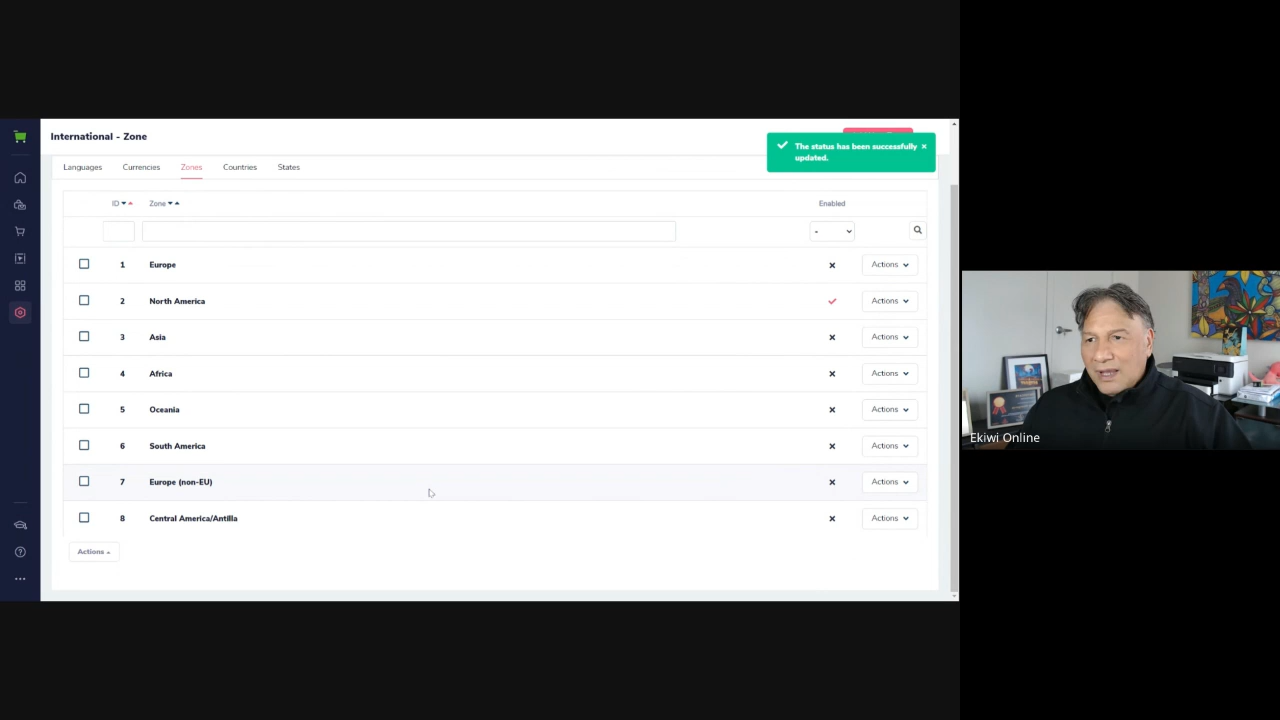 International - Zone
The status has been successfully
updated.
Languages Currencies Zones Countries States
ID Zone Enabled
-
1 Europe Actions
2 North America Actions
3 Asia Actions
4 Africa Actions
5 Oceania Actions
6 South America Actions
7 Europe (non-EU) Actions
8 Central America/Antilla Actions
Actions
Ekiwi Online